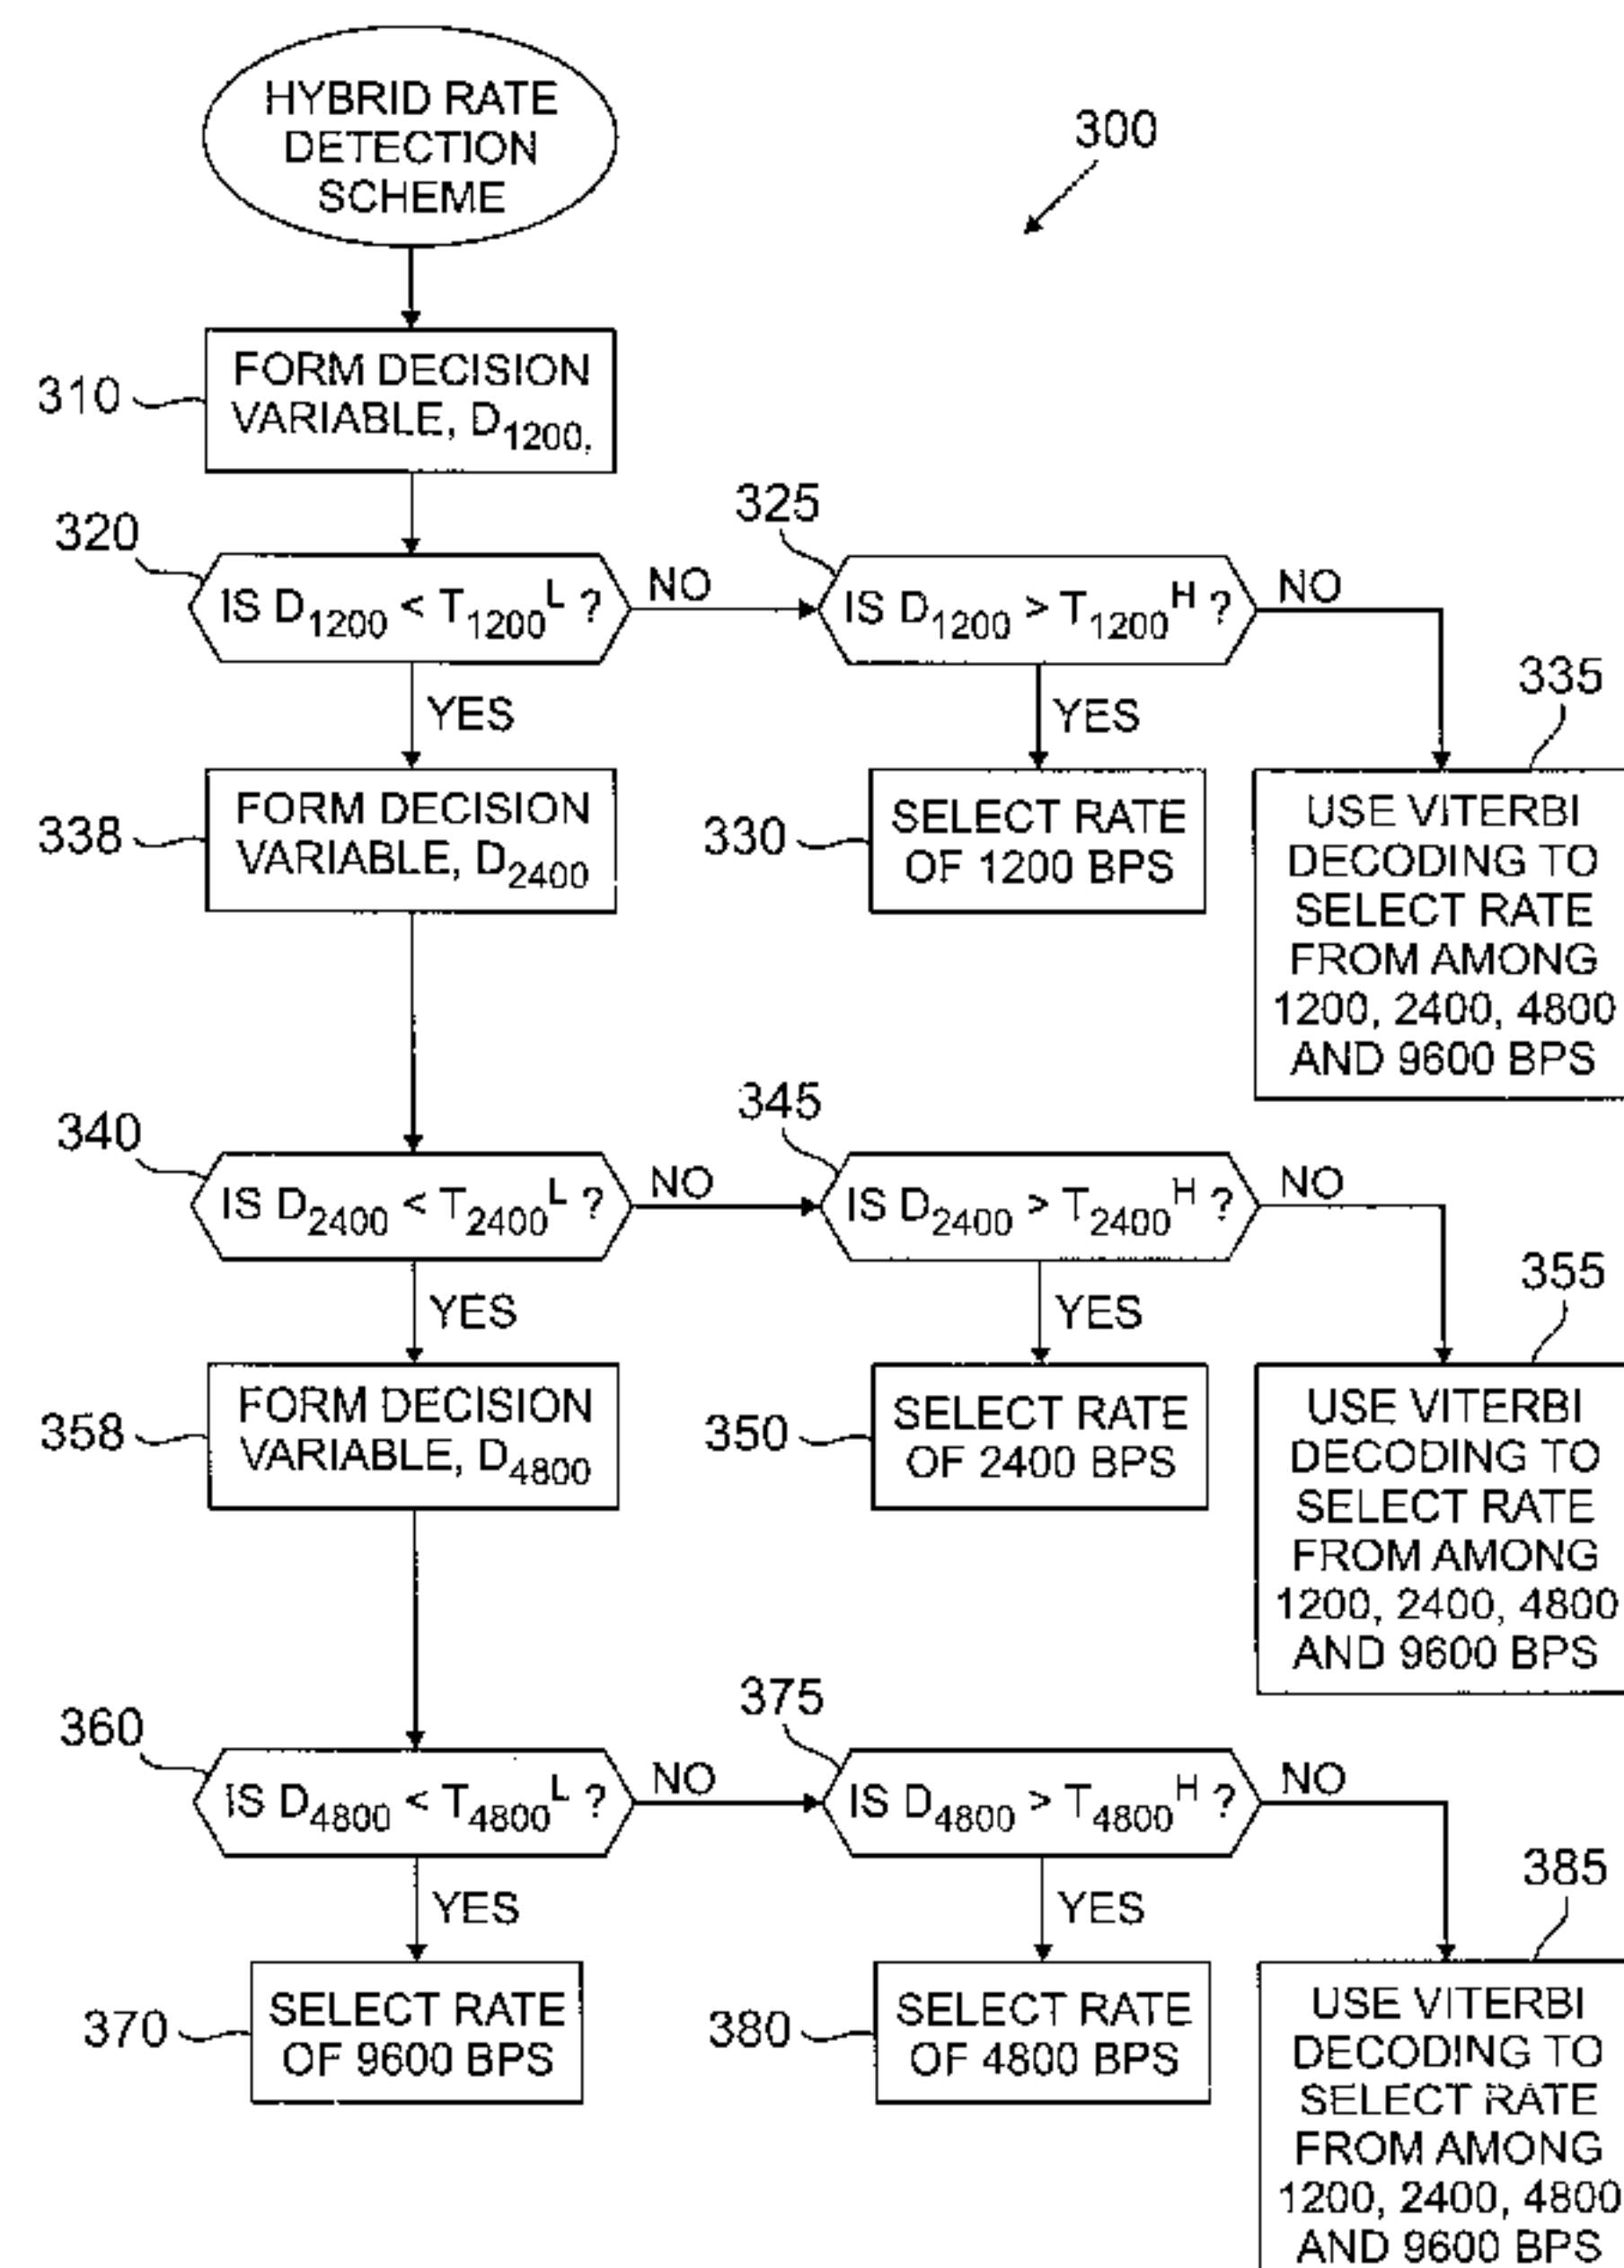 HYBRID RATE
DETECTION
SCHEME
300
310
FORM DECISION
VARIABLE, D1200,
320
IS D1200 < T1200L ?
NO
325
IS D1200 > T1200H ?
NO
YES
YES
335
338
FORM DECISION
VARIABLE, D2400
330
SELECT RATE
OF 1200 BPS
USE VITERBI
DECODING TO
SELECT RATE
FROM AMONG
1200, 2400, 4800
AND 9600 BPS
340
IS D2400 < T2400L ?
NO
345
IS D2400 > T2400H ?
NO
YES
YES
355
358
FORM DECISION
VARIABLE, D4800
350
SELECT RATE
OF 2400 BPS
USE VITERBI
DECODING TO
SELECT RATE
FROM AMONG
1200, 2400, 4800
AND 9600 BPS
360
IS D4800 < T4800L ?
NO
375
IS D4800 > T4800H ?
NO
YES
YES
385
370
SELECT RATE
OF 9600 BPS
380
SELECT RATE
OF 4800 BPS
USE VITERBI
DECODING TO
SELECT RATE
FROM AMONG
1200, 2400, 4800
AND 9600 BPS